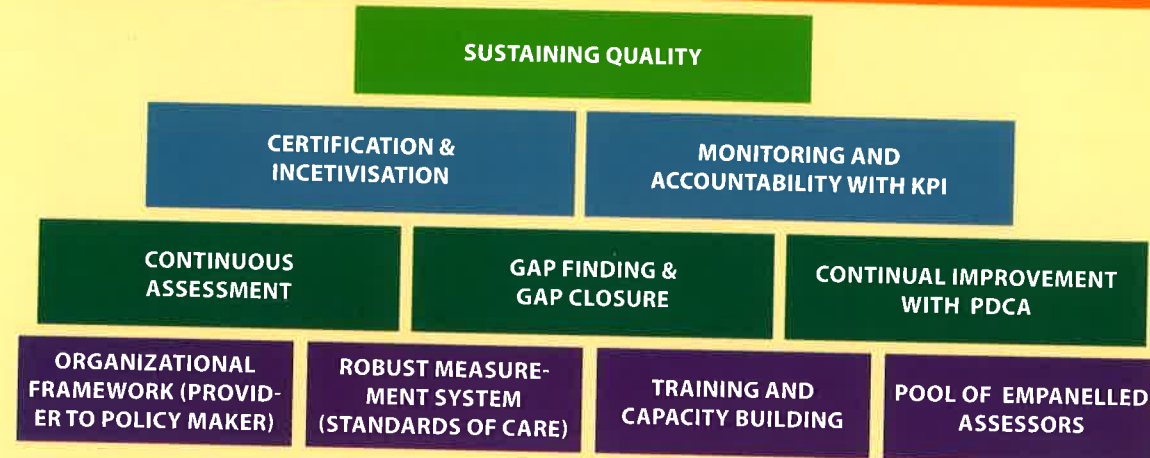 SUSTAINING QUALITY
CERTIFICATION &
INCETIVISATION
MONITORING AND
ACCOUNTABILITY WITH KPI
CONTINUOUS
ASSESSMENT
GAP FINDING &
GAP CLOSURE
CONTINUAL IMPROVEMENT
WITH PDCA
ORGANIZATIONAL
FRAMEWORK (PROVID-
ER TO POLICY MAKER)
ROBUST MEASURE-
MENT SYSTEM
(STANDARDS OF CARE)
TRAINING AND
CAPACITY BUILDING
POOL OF EMPANELLED
ASSESSORS